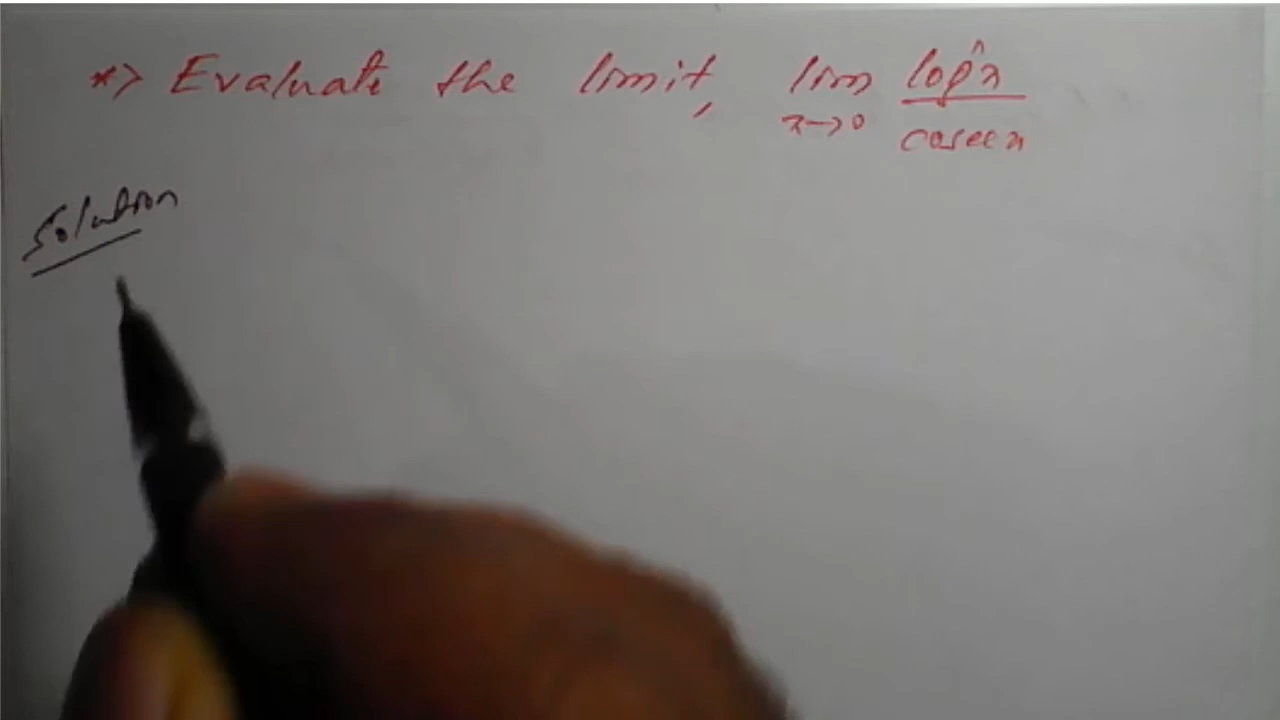 *> Evaluate the limit, lim log x
x→0 cosec x
Solution